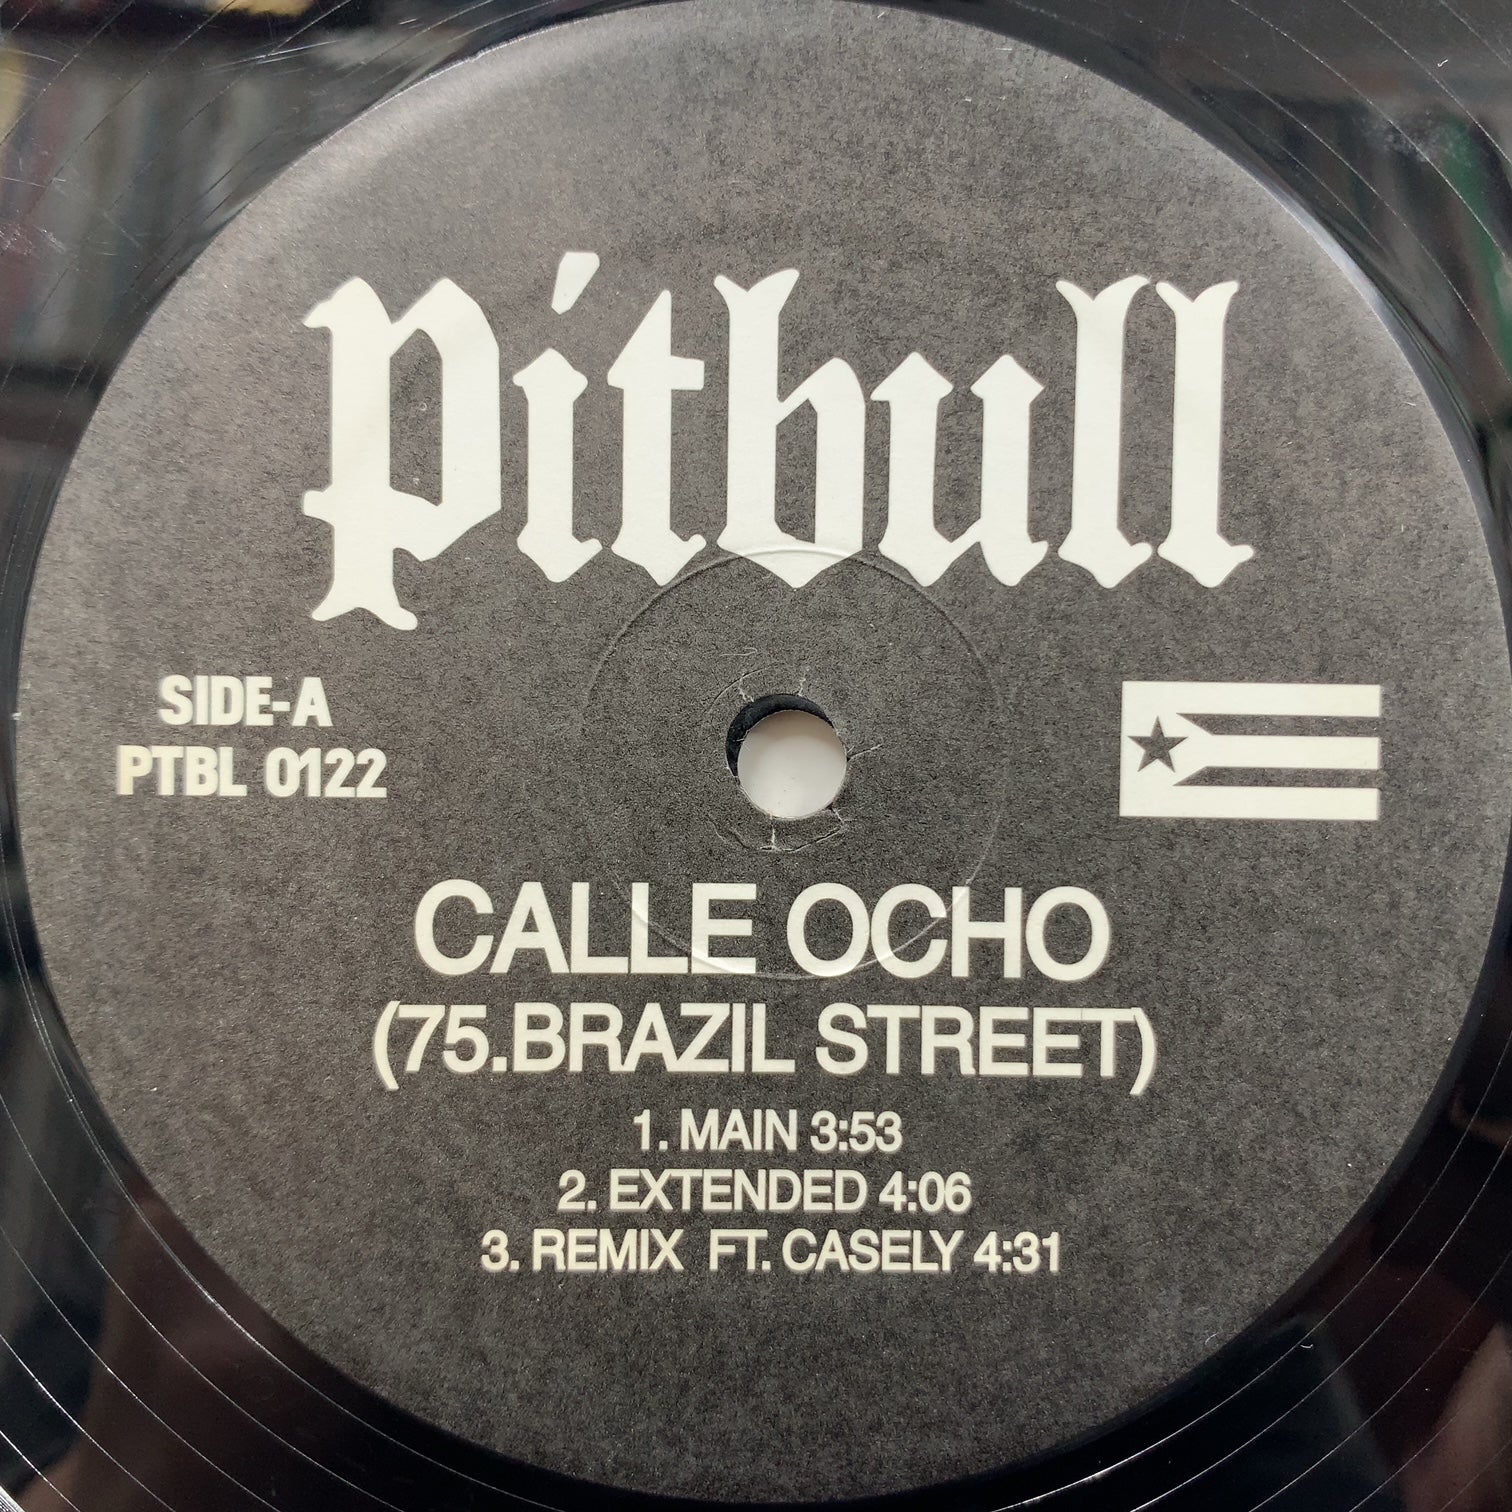 Pitbull
SIDE-A
PTBL 0122
CALLE OCHO
(75.BRAZIL STREET)
1. MAIN 3:53
2. EXTENDED 4:06
3. REMIX FT. CASELY 4:31